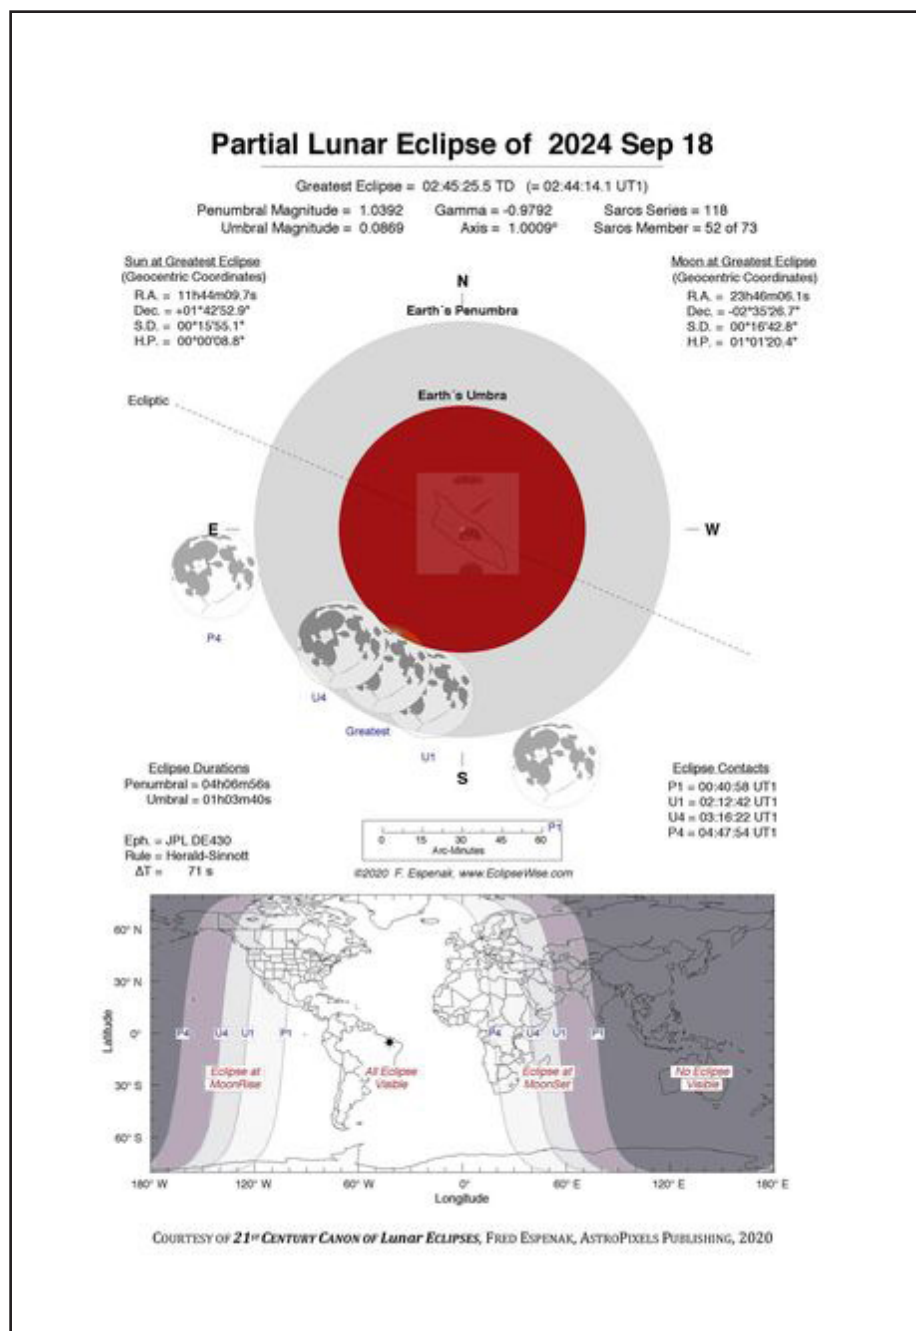 Partial Lunar Eclipse of 2024 Sep 18
Greatest Eclipse = 02:45:25.5 TD (= 02:44:14.1 UT1)
Penumbral Magnitude = 1.0392 Gamma = -0.9792 Saros Series = 118
Umbral Magnitude = 0.0869 Axis = 1.0009° Saros Member = 52 of 73
Sun at Greatest Eclipse
(Geocentric Coordinates)
R.A. = 11h44m09.7s
Dec. = +01°42'52.9"
S.D. = 00°15'55.1"
H.P. = 00°00'08.8"
Moon at Greatest Eclipse
(Geocentric Coordinates)
R.A. = 23h46m06.1s
Dec. = -02°35'26.7"
S.D. = 00°16'42.8"
H.P. = 01°01'20.4"
N
Earth´s Penumbra
Earth´s Umbra
Ecliptic
E
W
P4
U4
Greatest
U1
S
P1
Eclipse Durations
Penumbral = 04h06m56s
Umbral = 01h03m40s
Eph. = JPL DE430
Rule = Herald-Sinnott
ΔT = 71 s
Eclipse Contacts
P1 = 00:40:58 UT1
U1 = 02:12:42 UT1
U4 = 03:16:22 UT1
P4 = 04:47:54 UT1
0 15 30 45 60
Arc-Minutes
©2020 F. Espenak, www.EclipseWise.com
60° N
30° N
0°
30° S
60° S
Latitude
P4 U4 U1 P1 P4 U4 U1 P1
Eclipse at MoonRise
All Eclipse Visible
Eclipse at MoonSet
No Eclipse Visible
180° W 120° W 60° W 0° 60° E 120° E 180° E
Longitude
COURTESY OF 21st CENTURY CANON OF Lunar ECLIPSES, FRED ESPENAK, ASTROPIXELS PUBLISHING, 2020